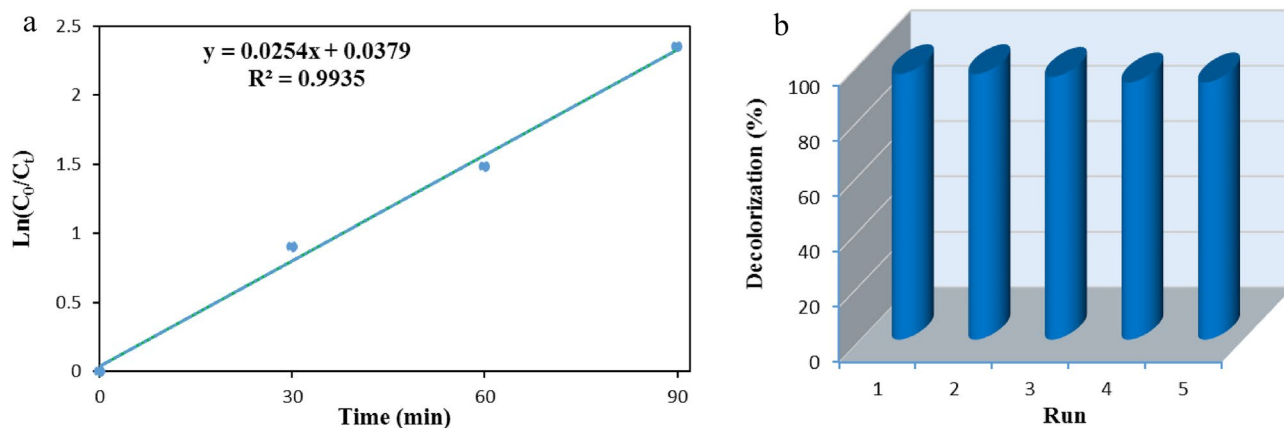 a
y = 0.0254x + 0.0379
R² = 0.9935
2.5
2
1.5
1
0.5
0
Ln(C₀/Cₜ)
0 30 60 90
Time (min)
b
100
80
60
40
20
0
Decolorization (%)
1 2 3 4 5
Run